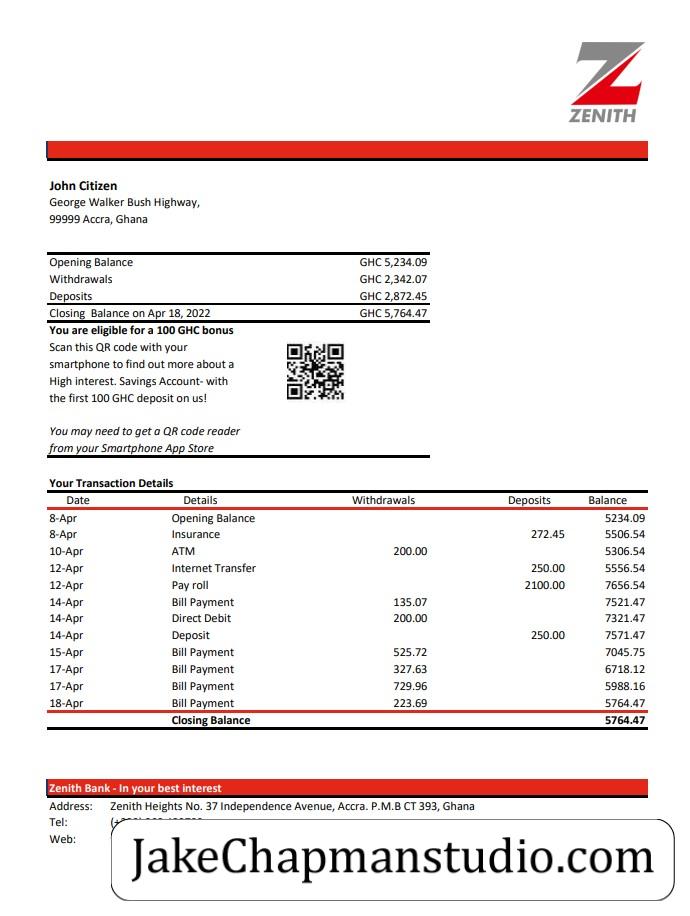 ZENITH
John Citizen
George Walker Bush Highway,
99999 Accra, Ghana
Opening Balance GHC 5,234.09
Withdrawals GHC 2,342.07
Deposits GHC 2,872.45
Closing Balance on Apr 18, 2022 GHC 5,764.47
You are eligible for a 100 GHC bonus
Scan this QR code with your
smartphone to find out more about a
High interest. Savings Account- with
the first 100 GHC deposit on us!
You may need to get a QR code reader
from your Smartphone App Store
Your Transaction Details
Date Details Withdrawals Deposits Balance
8-Apr Opening Balance 5234.09
8-Apr Insurance 272.45 5506.54
10-Apr ATM 200.00 5306.54
12-Apr Internet Transfer 250.00 5556.54
12-Apr Pay roll 2100.00 7656.54
14-Apr Bill Payment 135.07 7521.47
14-Apr Direct Debit 200.00 7321.47
14-Apr Deposit 250.00 7571.47
15-Apr Bill Payment 525.72 7045.75
17-Apr Bill Payment 327.63 6718.12
17-Apr Bill Payment 729.96 5988.16
18-Apr Bill Payment 223.69 5764.47
Closing Balance 5764.47
Zenith Bank - In your best interest
Address: Zenith Heights No. 37 Independence Avenue, Accra. P.M.B CT 393, Ghana
Tel:
Web:
JakeChapmanstudio.com